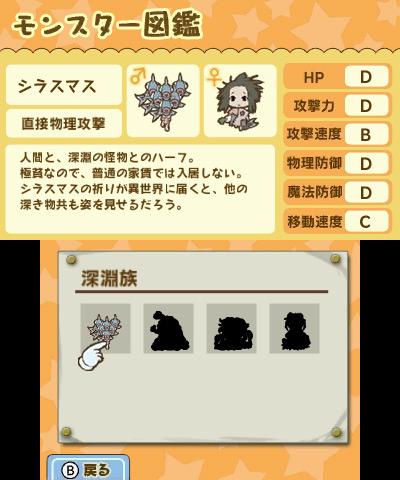 モンスター図鑑
シラスマス
直接物理攻撃
♂
♀
人間と、深淵の怪物とのハーフ。
極貧なので、普通の家賃では入居しない。
シラスマスの祈りが異世界に届くと、他の
深き物共も姿を見せるだろう。
HP D
攻撃力 D
攻撃速度 B
物理防御 D
魔法防御 D
移動速度 C
深淵族
Ⓑ 戻る